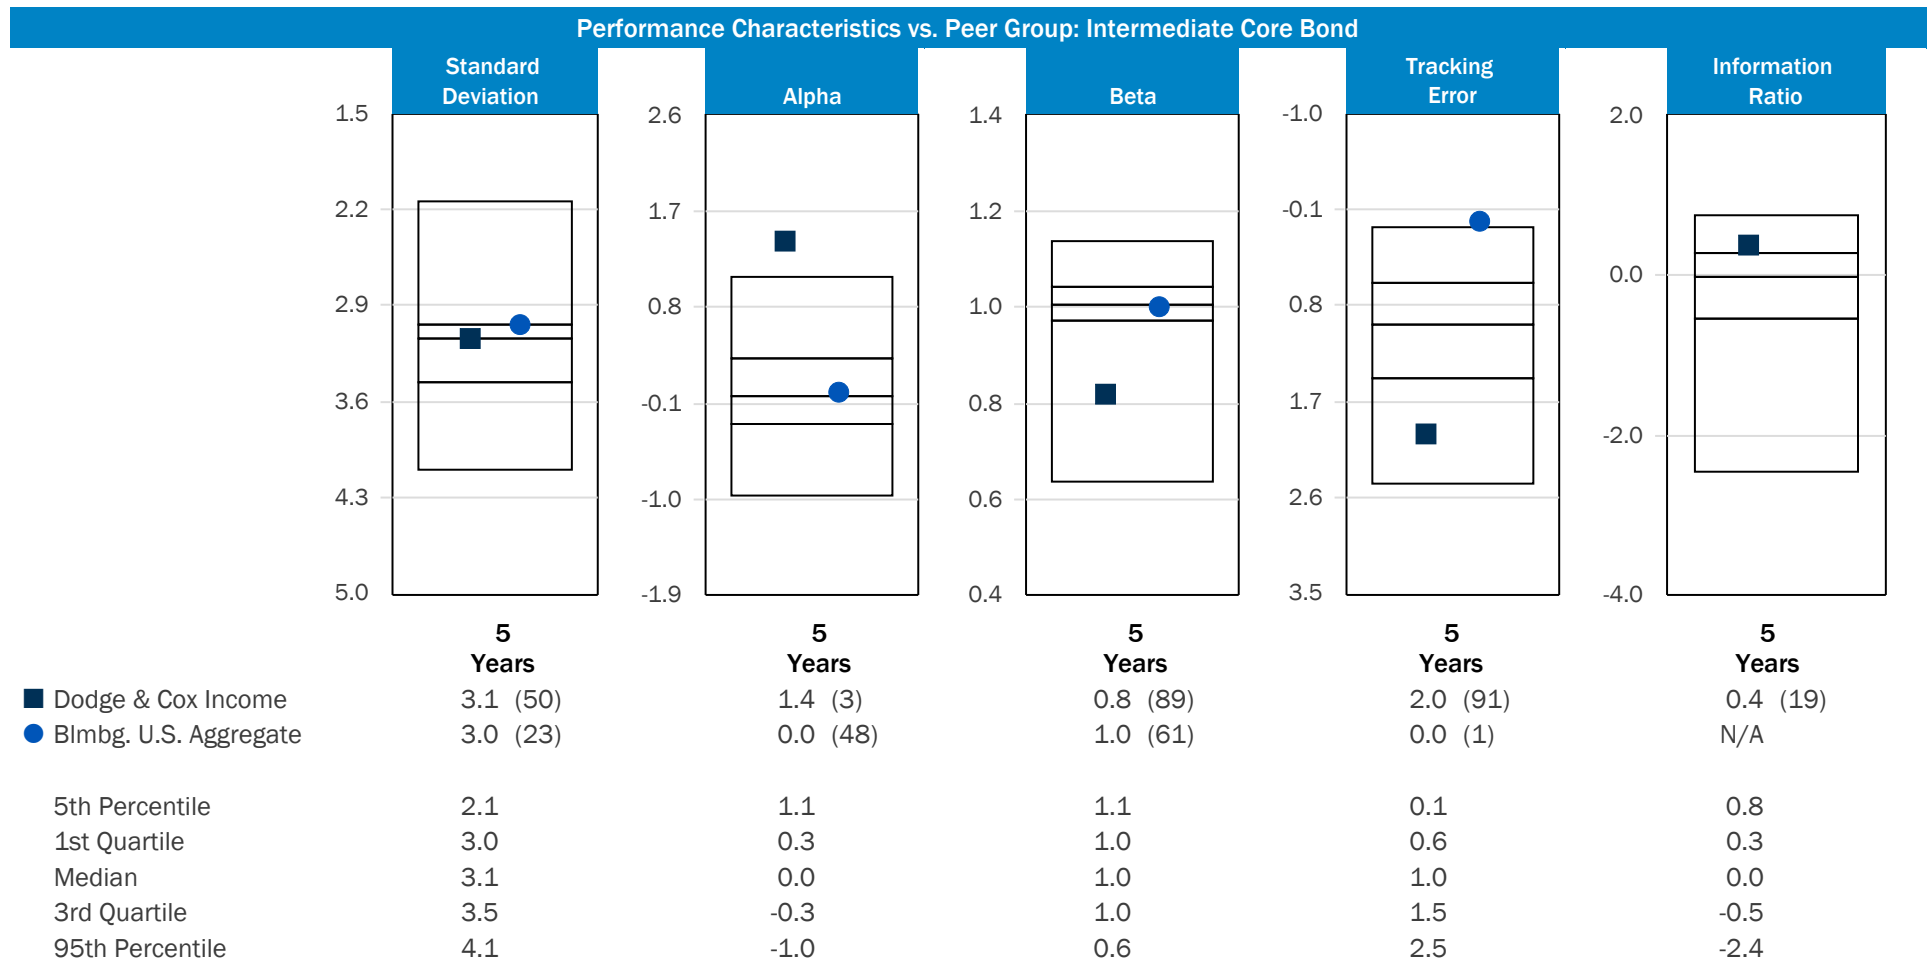 Performance Characteristics vs. Peer Group: Intermediate Core Bond
Standard
Deviation
Alpha
Beta
Tracking
Error
Information
Ratio
1.5
2.2
2.9
3.6
4.3
5.0
2.6
1.7
0.8
-0.1
-1.0
-1.9
1.4
1.2
1.0
0.8
0.6
0.4
-1.0
-0.1
0.8
1.7
2.6
3.5
2.0
0.0
-2.0
-4.0
5 5 5 5 5
Years Years Years Years Years
Dodge & Cox Income 3.1 (50) 1.4 (3) 0.8 (89) 2.0 (91) 0.4 (19)
Blmbg. U.S. Aggregate 3.0 (23) 0.0 (48) 1.0 (61) 0.0 (1) N/A
5th Percentile 2.1 1.1 1.1 0.1 0.8
1st Quartile 3.0 0.3 1.0 0.6 0.3
Median 3.1 0.0 1.0 1.0 0.0
3rd Quartile 3.5 -0.3 1.0 1.5 -0.5
95th Percentile 4.1 -1.0 0.6 2.5 -2.4